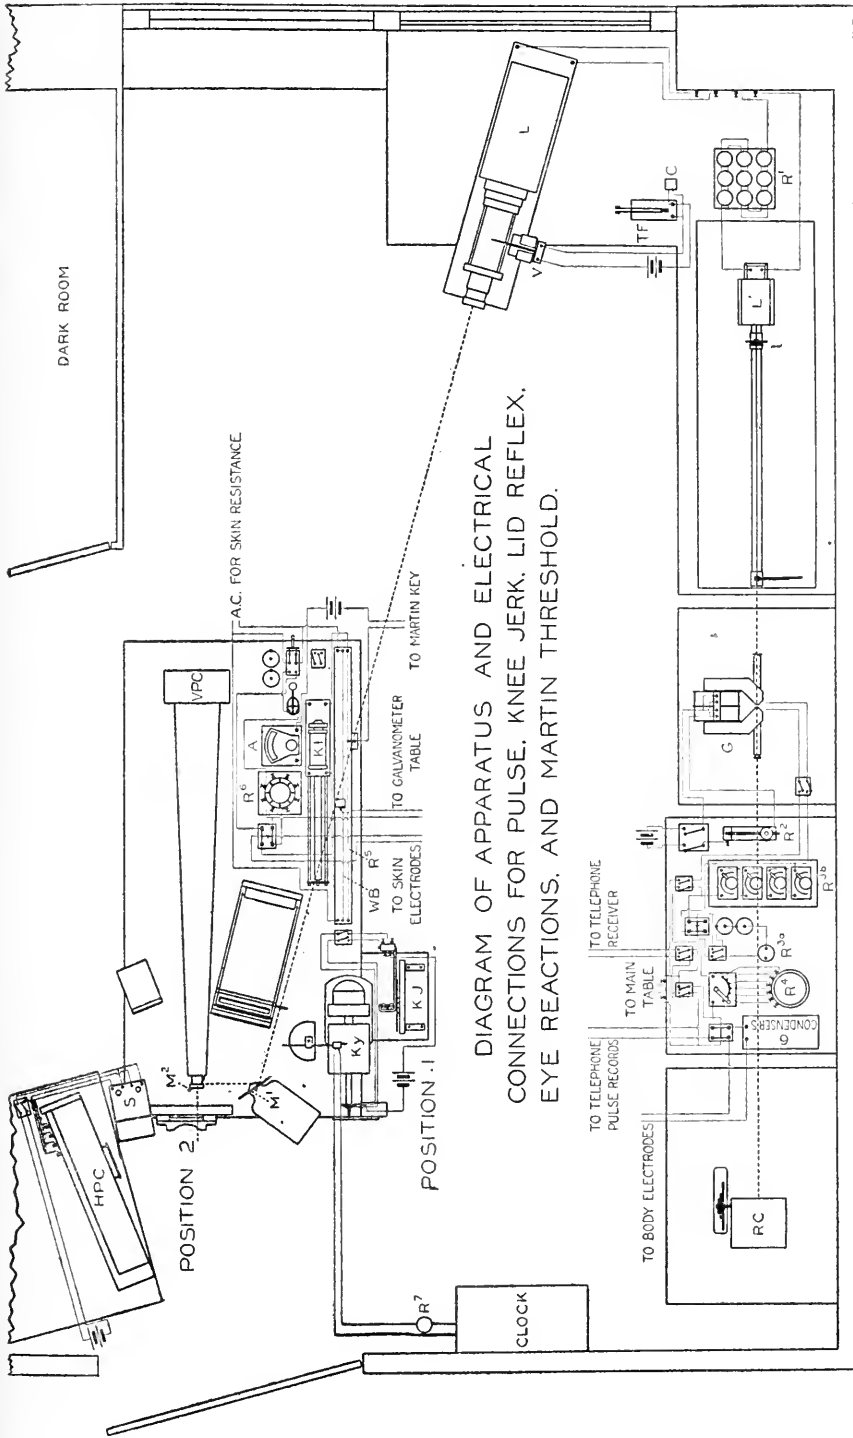 DARK ROOM
A.C. FOR SKIN RESISTANCE
VPC
A
R⁶
Kt
TO MARTIN KEY
TO GALVANOMETER
TABLE
R⁵
WB
TO SKIN
ELECTRODES
M²
S
HPC
POSITION 2
M¹
Ky
KJ
POSITION 1
R⁷
CLOCK
L
V
TF
C
R¹
L'
l
DIAGRAM OF APPARATUS AND ELECTRICAL
CONNECTIONS FOR PULSE, KNEE JERK, LID REFLEX,
EYE REACTIONS, AND MARTIN THRESHOLD.
G
R²
R³ᵇ
R³ᵃ
R⁴
6
CONDENSERS
TO TELEPHONE
RECEIVER
TO MAIN
TABLE
TO TELEPHONE
PULSE RECORDS
TO BODY ELECTRODES
RC